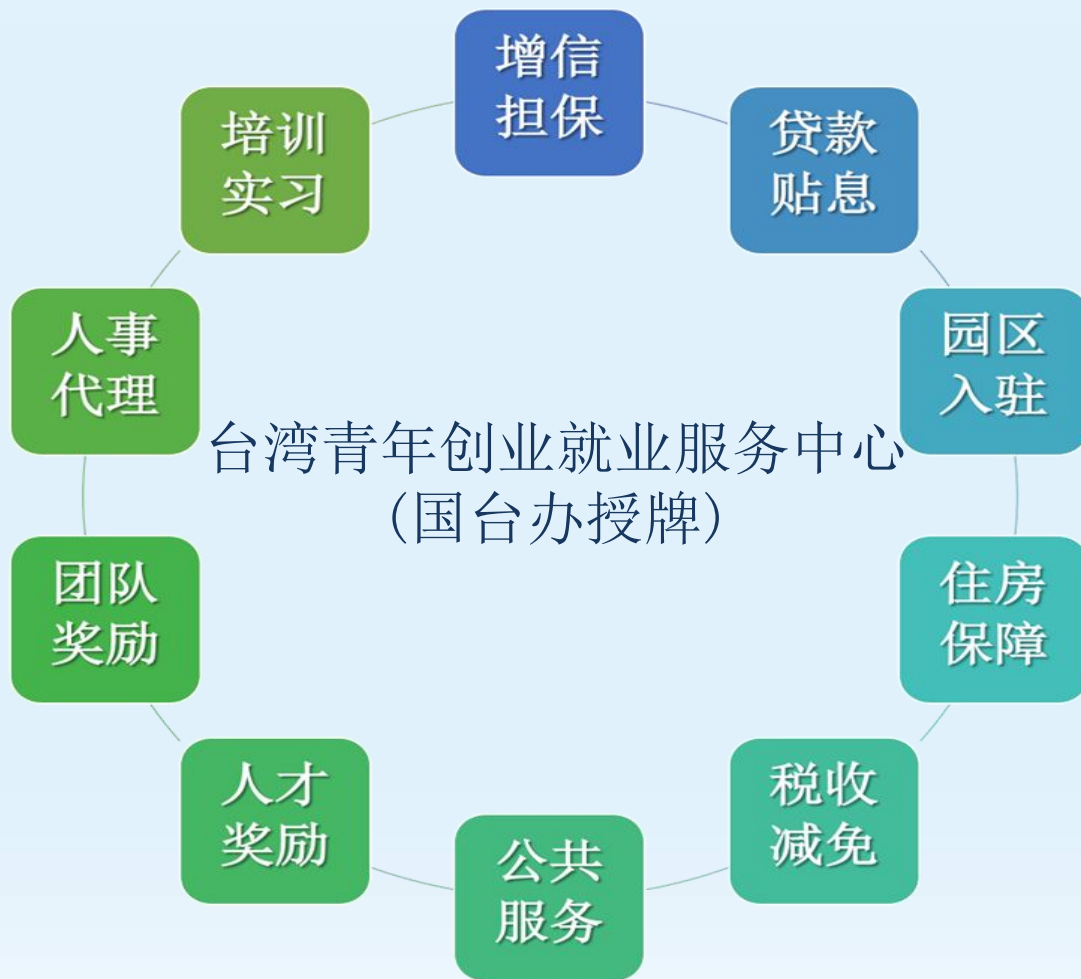 增信
担保
贷款
贴息
园区
入驻
住房
保障
税收
减免
公共
服务
人才
奖励
团队
奖励
人事
代理
培训
实习
台湾青年创业就业服务中心
(国台办授牌)